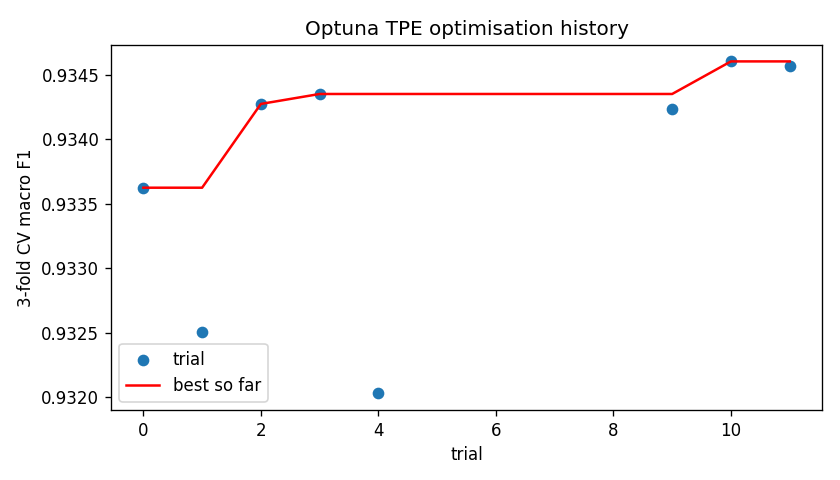 Optuna TPE optimisation history
3-fold CV macro F1
0.9345
0.9340
0.9335
0.9330
0.9325
0.9320
trial
best so far
0
2
4
6
8
10
trial